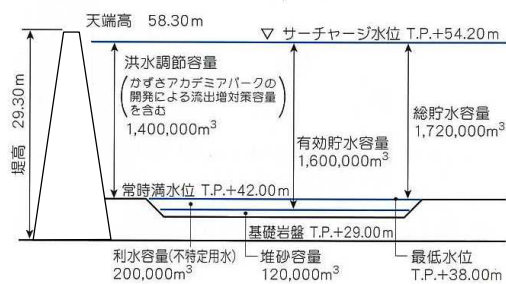 天端高 58.30m
サーチャージ水位 T.P.+54.20m
洪水調節容量
(かずさアカデミアパークの
開発による流出増対策容量
を含む)
1,400,000m³
総貯水容量
1,720,000m³
有効貯水容量
1,600,000m³
堤高 29.30m
常時満水位 T.P.+42.00m
基礎岩盤 T.P.+29.00m
利水容量(不特定用水)
200,000m³
堆砂容量
120,000m³
最低水位
T.P.+38.00m